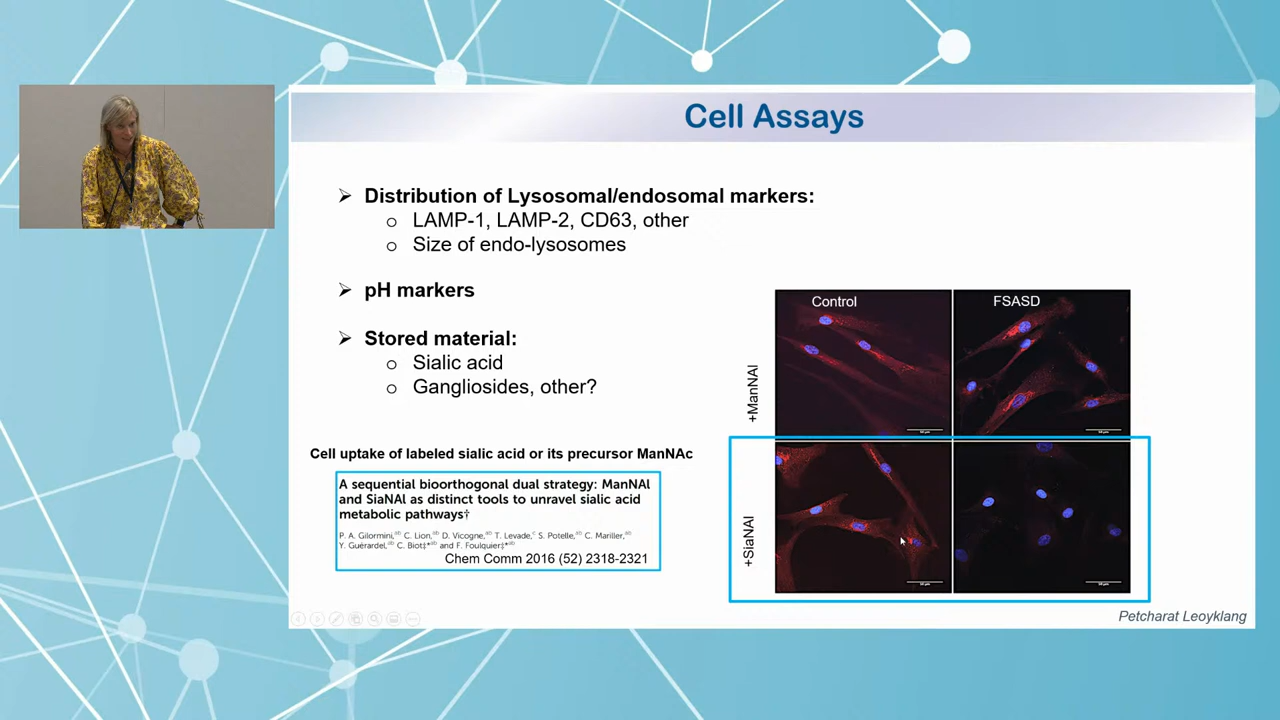 Cell Assays
➢ Distribution of Lysosomal/endosomal markers:
o LAMP-1, LAMP-2, CD63, other
o Size of endo-lysosomes
➢ pH markers
➢ Stored material:
o Sialic acid
o Gangliosides, other?
Cell uptake of labeled sialic acid or its precursor ManNAc
A sequential bioorthogonal dual strategy: ManNAl
and SiaNAl as distinct tools to unravel sialic acid
metabolic pathways†
P. A. Gilormini, C. Lion, D. Vicogne, T. Levade, S. Potelle, C. Mariller,
Y. Guérardel, C. Biot and F. Foulquier
Chem Comm 2016 (52) 2318-2321
Control
FSASD
+ManNAl
+SiaNAl
Petcharat Leoyklang